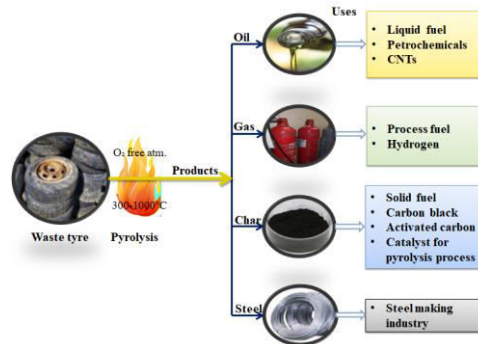 Uses
Oil
• Liquid fuel
• Petrochemicals
• CNTs
Gas
• Process fuel
• Hydrogen
O₂ free atm.
Products
300-1000°C
Waste tyre
Pyrolysis
Char
• Solid fuel
• Carbon black
• Activated carbon
• Catalyst for
pyrolysis process
Steel
• Steel making
industry